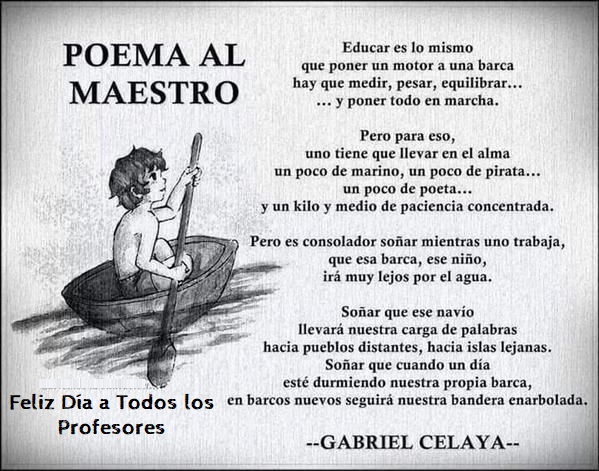 POEMA AL
MAESTRO
Educar es lo mismo
que poner un motor a una barca
hay que medir, pesar, equilibrar...
... y poner todo en marcha.
Pero para eso,
uno tiene que llevar en el alma
un poco de marino, un poco de pirata...
un poco de poeta...
y un kilo y medio de paciencia concentrada.
Pero es consolador soñar mientras uno trabaja,
que esa barca, ese niño,
irá muy lejos por el agua.
Soñar que ese navío
llevará nuestra carga de palabras
hacia pueblos distantes, hacia islas lejanas.
Soñar que cuando un día
esté durmiendo nuestra propia barca,
en barcos nuevos seguirá nuestra bandera enarbolada.
--GABRIEL CELAYA--
Feliz Día a Todos los
Profesores